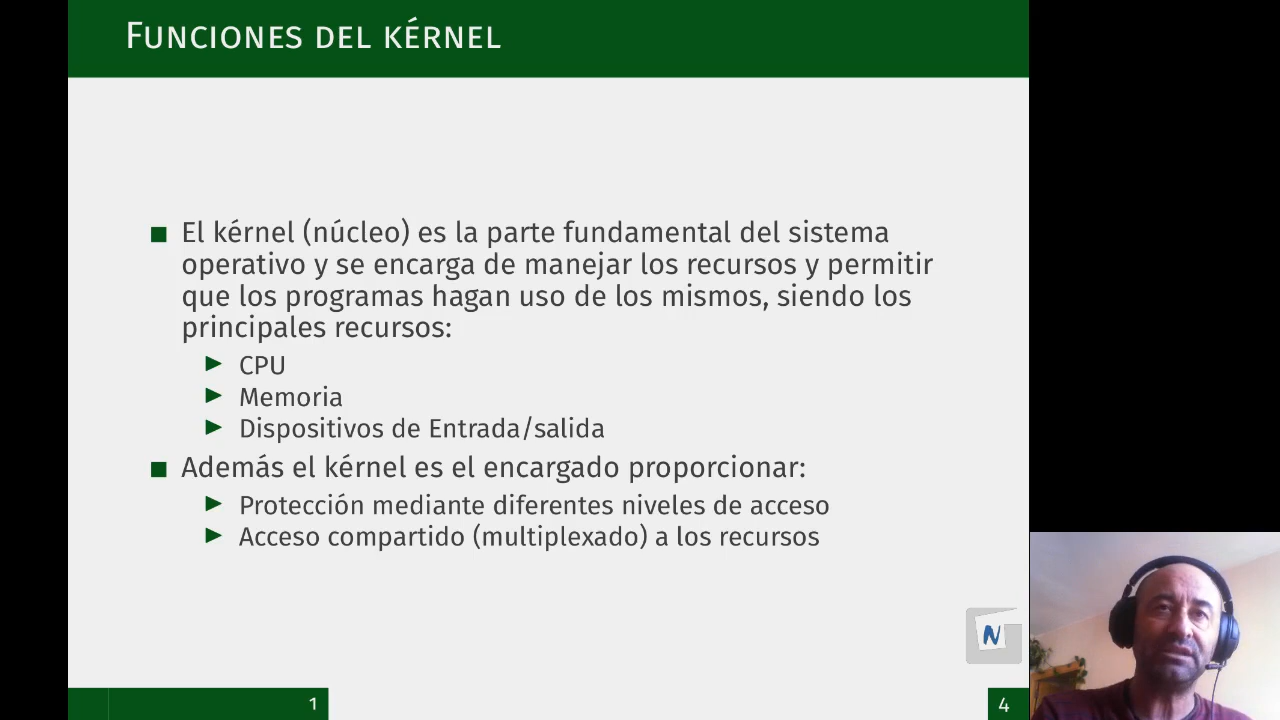 FUNCIONES DEL KÉRNEL
El kérnel (núcleo) es la parte fundamental del sistema
operativo y se encarga de manejar los recursos y permitir
que los programas hagan uso de los mismos, siendo los
principales recursos:
CPU
Memoria
Dispositivos de Entrada/salida
Además el kérnel es el encargado proporcionar:
Protección mediante diferentes niveles de acceso
Acceso compartido (multiplexado) a los recursos
N
1
4